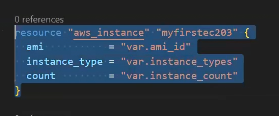 0 references
resource "aws_instance" "myfirstec203" {
  ami           = "var.ami_id"
  instance_type = "var.instance_types"
  count         = "var.instance_count"
}